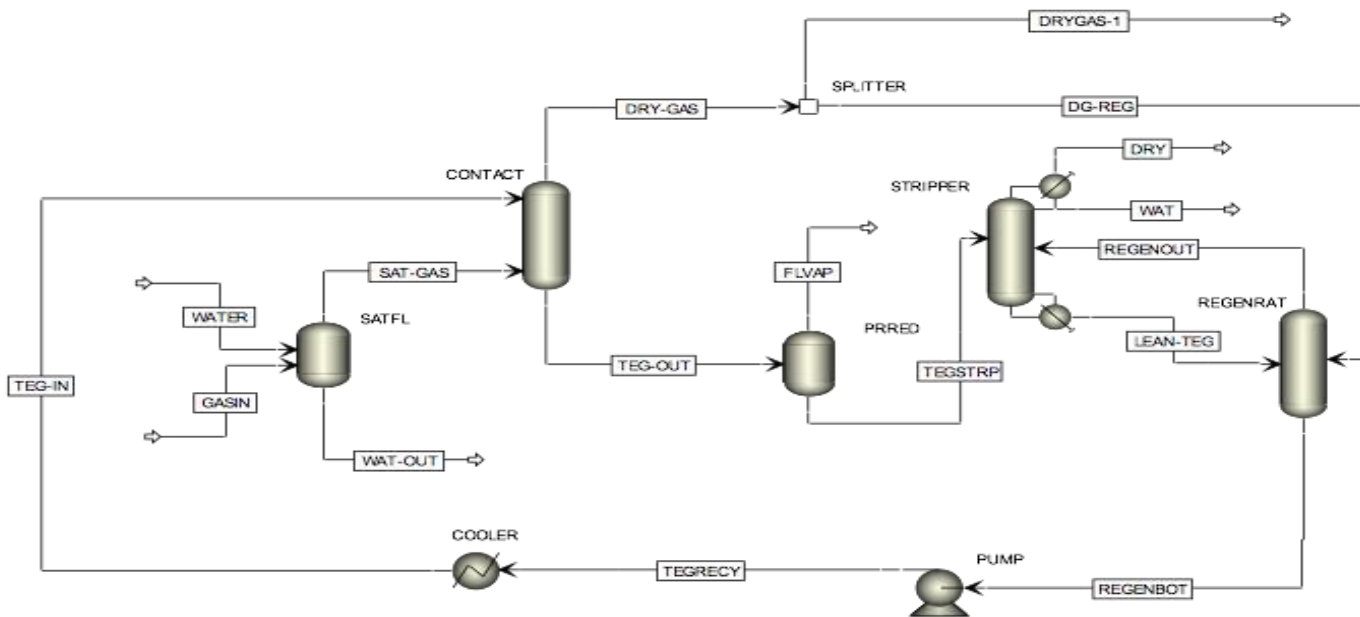 DRYGAS-1
SPLITTER
DRY-GAS
DG-REG
DRY
CONTACT
STRIPPER
WAT
REGENOUT
SAT-GAS
FLVAP
REGENRAT
WATER
SATFL
PRRED
LEAN-TEG
TEG-OUT
TEGSTRP
TEG-IN
GASIN
WAT-OUT
COOLER
PUMP
TEGRECY
REGENBOT